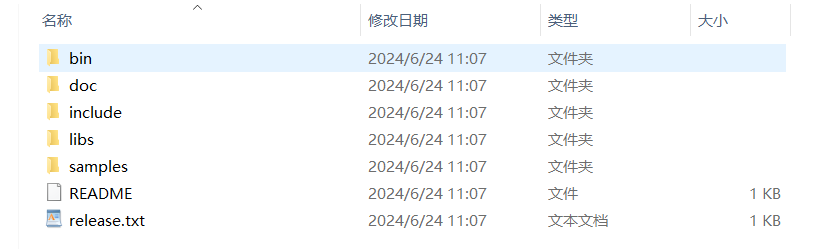 名称 修改日期 类型 大小
bin 2024/6/24 11:07 文件夹
doc 2024/6/24 11:07 文件夹
include 2024/6/24 11:07 文件夹
libs 2024/6/24 11:07 文件夹
samples 2024/6/24 11:07 文件夹
README 2024/6/24 11:07 文件 1 KB
release.txt 2024/6/24 11:07 文本文档 1 KB